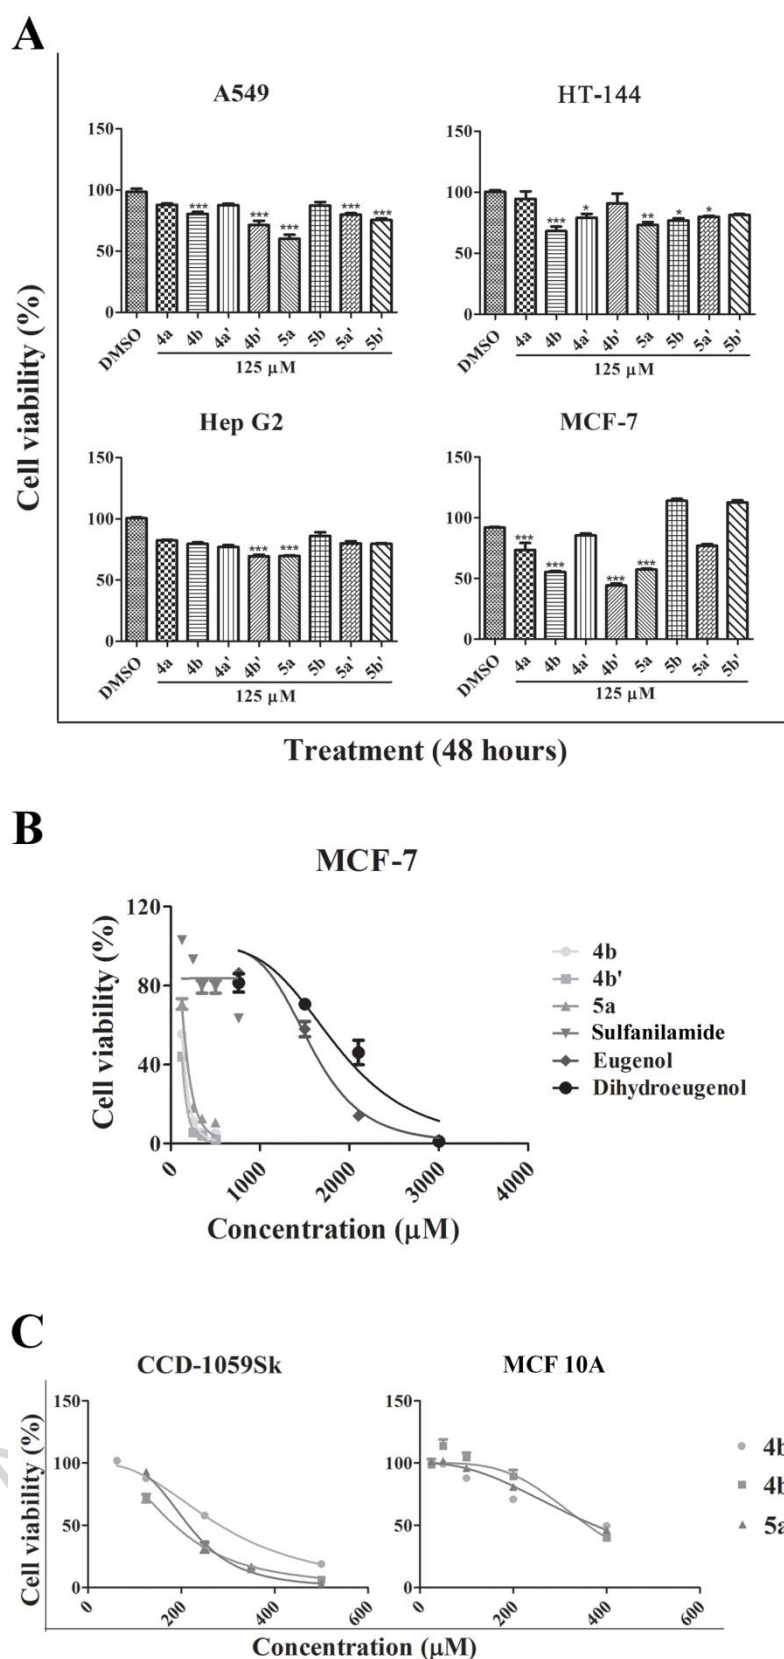 A
A549
HT-144
Cell viability (%)
150
100
50
0
***
***
***
***
***
DMSO
4a
4b
4a'
4b'
5a
5b
5a'
5b'
125 μM
150
100
50
0
***
*
**
*
*
DMSO
4a
4b
4a'
4b'
5a
5b
5a'
5b'
125 μM
Hep G2
MCF-7
150
100
50
0
***
***
DMSO
4a
4b
4a'
4b'
5a
5b
5a'
5b'
125 μM
150
100
50
0
***
***
***
***
DMSO
4a
4b
4a'
4b'
5a
5b
5a'
5b'
125 μM
Treatment (48 hours)
B
MCF-7
Cell viability (%)
120
80
40
0
0
1000
2000
3000
4000
Concentration (μM)
4b
4b'
5a
Sulfanilamide
Eugenol
Dihydroeugenol
C
CCD-1059Sk
MCF 10A
Cell viability (%)
150
100
50
0
0
200
400
600
150
100
50
0
0
200
400
600
4b
4b
5a
Concentration (μM)